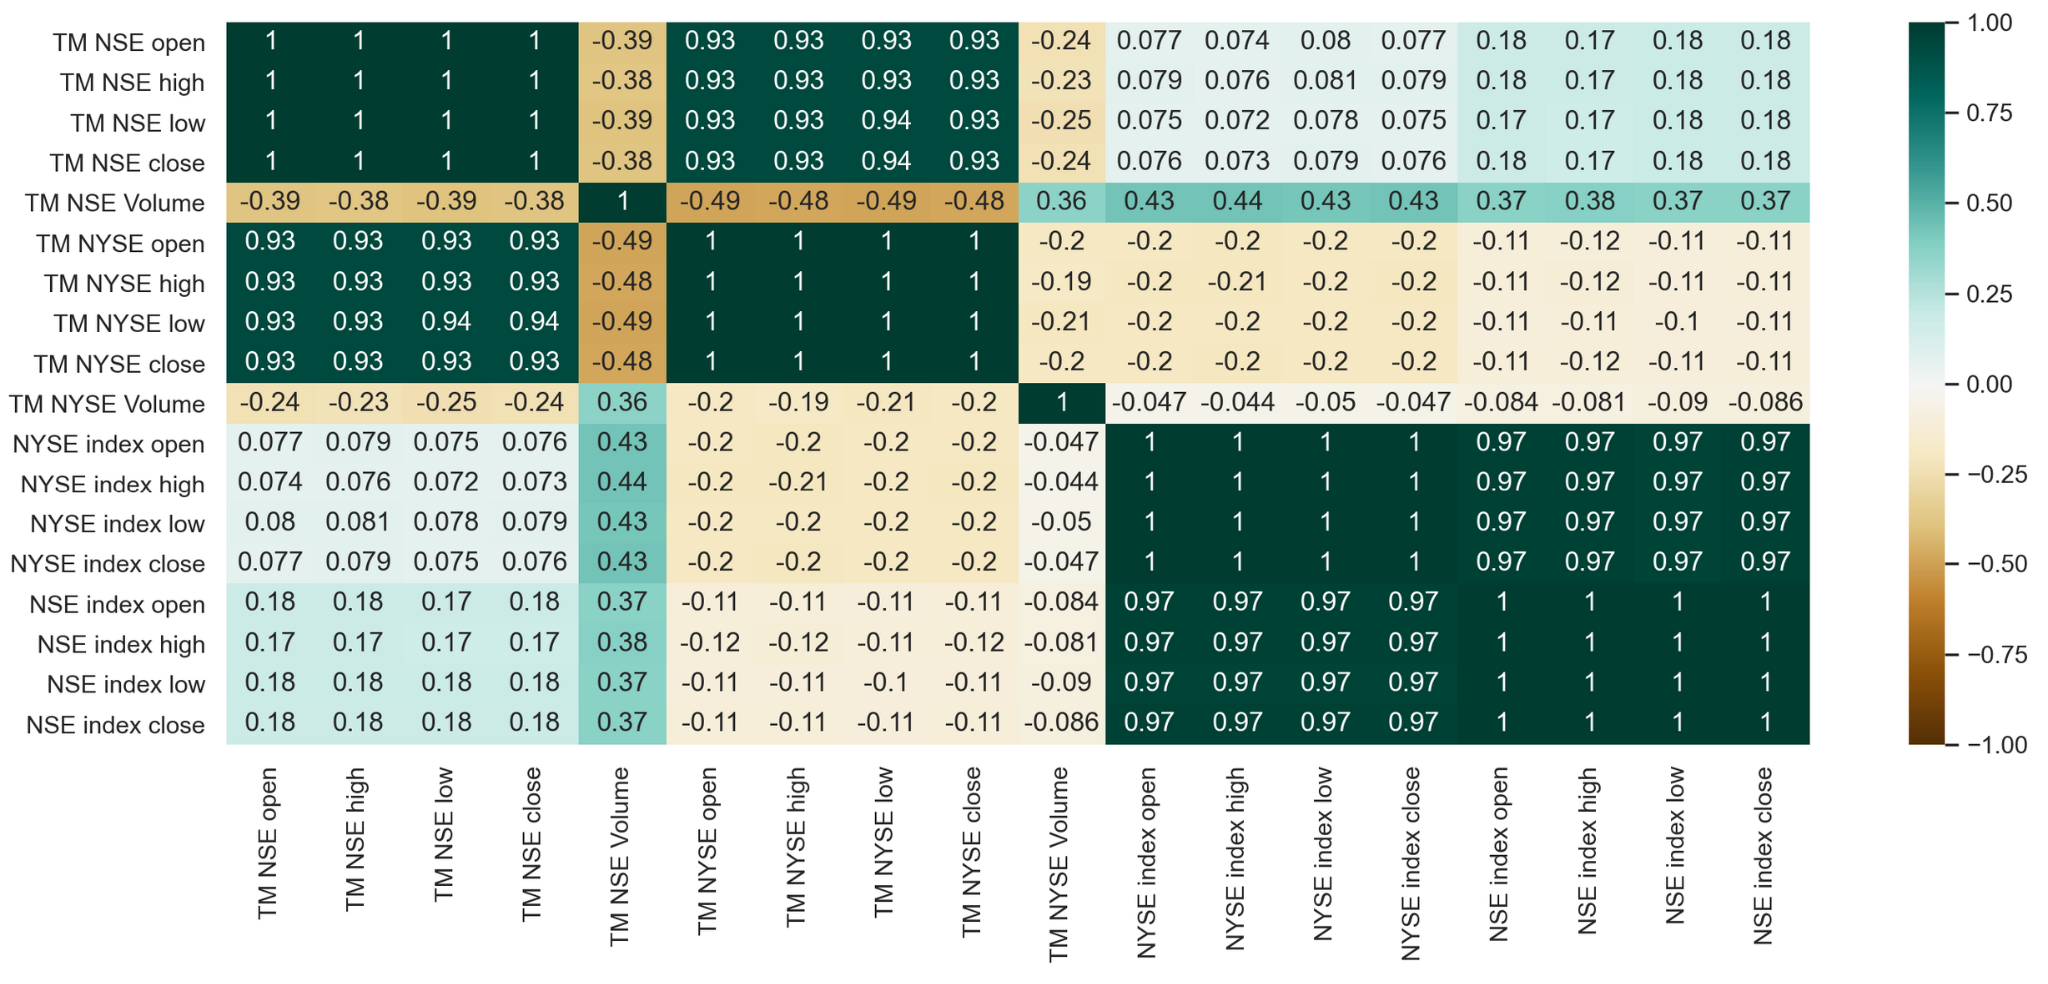 TM NSE open 1 1 1 1 -0.39 0.93 0.93 0.93 0.93 -0.24 0.077 0.074 0.08 0.077 0.18 0.17 0.18 0.18
TM NSE high 1 1 1 1 -0.38 0.93 0.93 0.93 0.93 -0.23 0.079 0.076 0.081 0.079 0.18 0.17 0.18 0.18
TM NSE low 1 1 1 1 -0.39 0.93 0.93 0.94 0.93 -0.25 0.075 0.072 0.078 0.075 0.17 0.17 0.18 0.18
TM NSE close 1 1 1 1 -0.38 0.93 0.93 0.94 0.93 -0.24 0.076 0.073 0.079 0.076 0.18 0.17 0.18 0.18
TM NSE Volume -0.39 -0.38 -0.39 -0.38 1 -0.49 -0.48 -0.49 -0.48 0.36 0.43 0.44 0.43 0.43 0.37 0.38 0.37 0.37
TM NYSE open 0.93 0.93 0.93 0.93 -0.49 1 1 1 1 -0.2 -0.2 -0.2 -0.2 -0.2 -0.11 -0.12 -0.11 -0.11
TM NYSE high 0.93 0.93 0.93 0.93 -0.48 1 1 1 1 -0.19 -0.2 -0.21 -0.2 -0.2 -0.11 -0.12 -0.11 -0.11
TM NYSE low 0.93 0.93 0.94 0.94 -0.49 1 1 1 1 -0.21 -0.2 -0.2 -0.2 -0.2 -0.11 -0.11 -0.1 -0.11
TM NYSE close 0.93 0.93 0.93 0.93 -0.48 1 1 1 1 -0.2 -0.2 -0.2 -0.2 -0.2 -0.11 -0.12 -0.11 -0.11
TM NYSE Volume -0.24 -0.23 -0.25 -0.24 0.36 -0.2 -0.19 -0.21 -0.2 1 -0.047 -0.044 -0.05 -0.047 -0.084 -0.081 -0.09 -0.086
NYSE index open 0.077 0.079 0.075 0.076 0.43 -0.2 -0.2 -0.2 -0.2 -0.047 1 1 1 1 0.97 0.97 0.97 0.97
NYSE index high 0.074 0.076 0.072 0.073 0.44 -0.2 -0.21 -0.2 -0.2 -0.044 1 1 1 1 0.97 0.97 0.97 0.97
NYSE index low 0.08 0.081 0.078 0.079 0.43 -0.2 -0.2 -0.2 -0.2 -0.05 1 1 1 1 0.97 0.97 0.97 0.97
NYSE index close 0.077 0.079 0.075 0.076 0.43 -0.2 -0.2 -0.2 -0.2 -0.047 1 1 1 1 0.97 0.97 0.97 0.97
NSE index open 0.18 0.18 0.17 0.18 0.37 -0.11 -0.11 -0.11 -0.11 -0.084 0.97 0.97 0.97 0.97 1 1 1 1
NSE index high 0.17 0.17 0.17 0.17 0.38 -0.12 -0.12 -0.11 -0.12 -0.081 0.97 0.97 0.97 0.97 1 1 1 1
NSE index low 0.18 0.18 0.18 0.18 0.37 -0.11 -0.11 -0.1 -0.11 -0.09 0.97 0.97 0.97 0.97 1 1 1 1
NSE index close 0.18 0.18 0.18 0.18 0.37 -0.11 -0.11 -0.11 -0.11 -0.086 0.97 0.97 0.97 0.97 1 1 1 1
TM NSE open
TM NSE high
TM NSE low
TM NSE close
TM NSE Volume
TM NYSE open
TM NYSE high
TM NYSE low
TM NYSE close
TM NYSE Volume
NYSE index open
NYSE index high
NYSE index low
NYSE index close
NSE index open
NSE index high
NSE index low
NSE index close
1.00
0.75
0.50
0.25
0.00
−0.25
−0.50
−0.75
−1.00